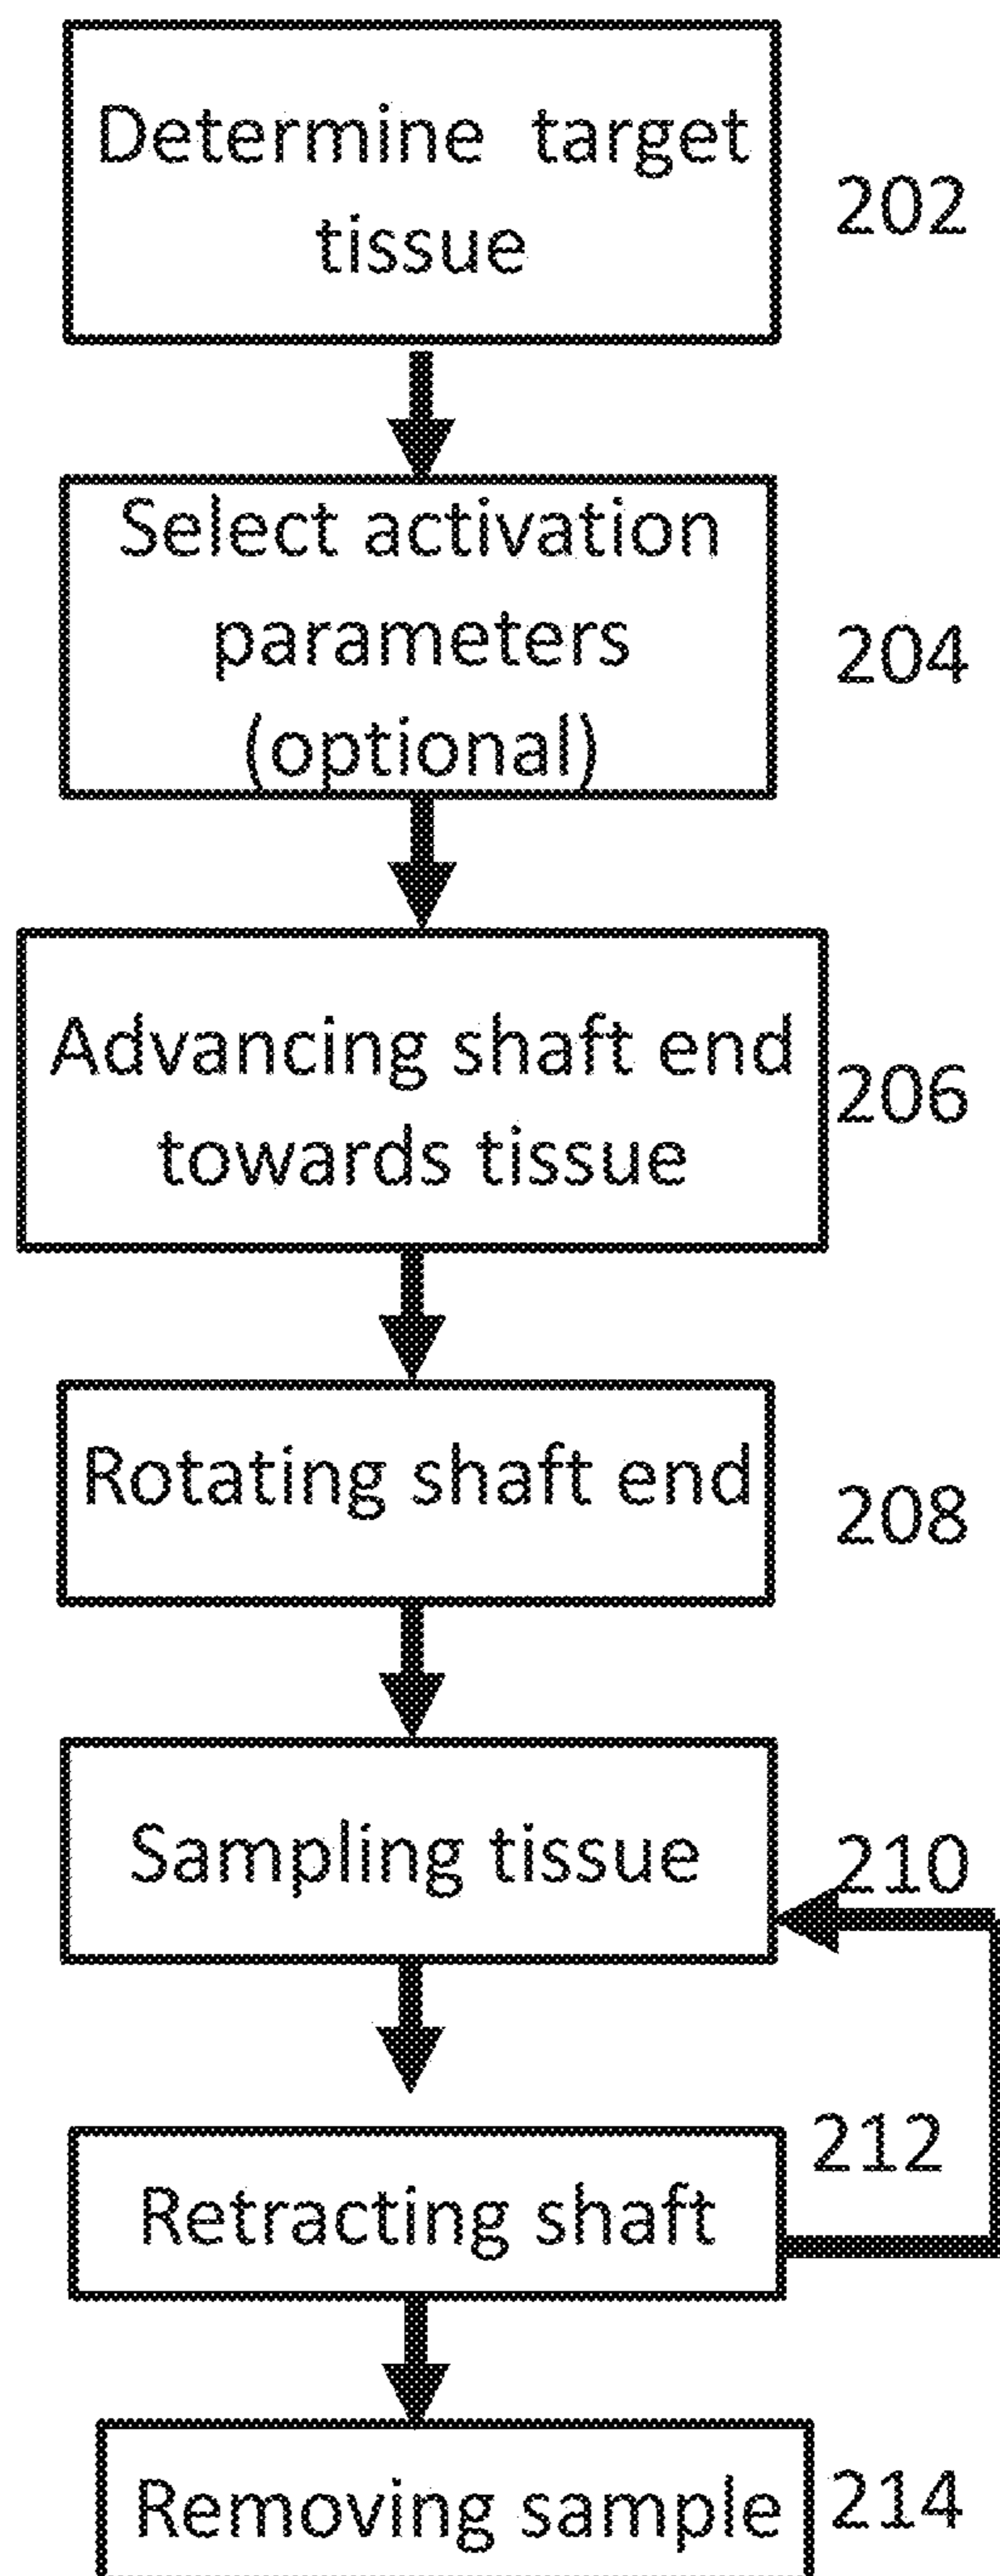 Determine target
tissue
202
Select activation
parameters
(optional)
204
Advancing shaft end
towards tissue
206
Rotating shaft end
208
Sampling tissue
210
Retracting shaft
212
Removing sample
214